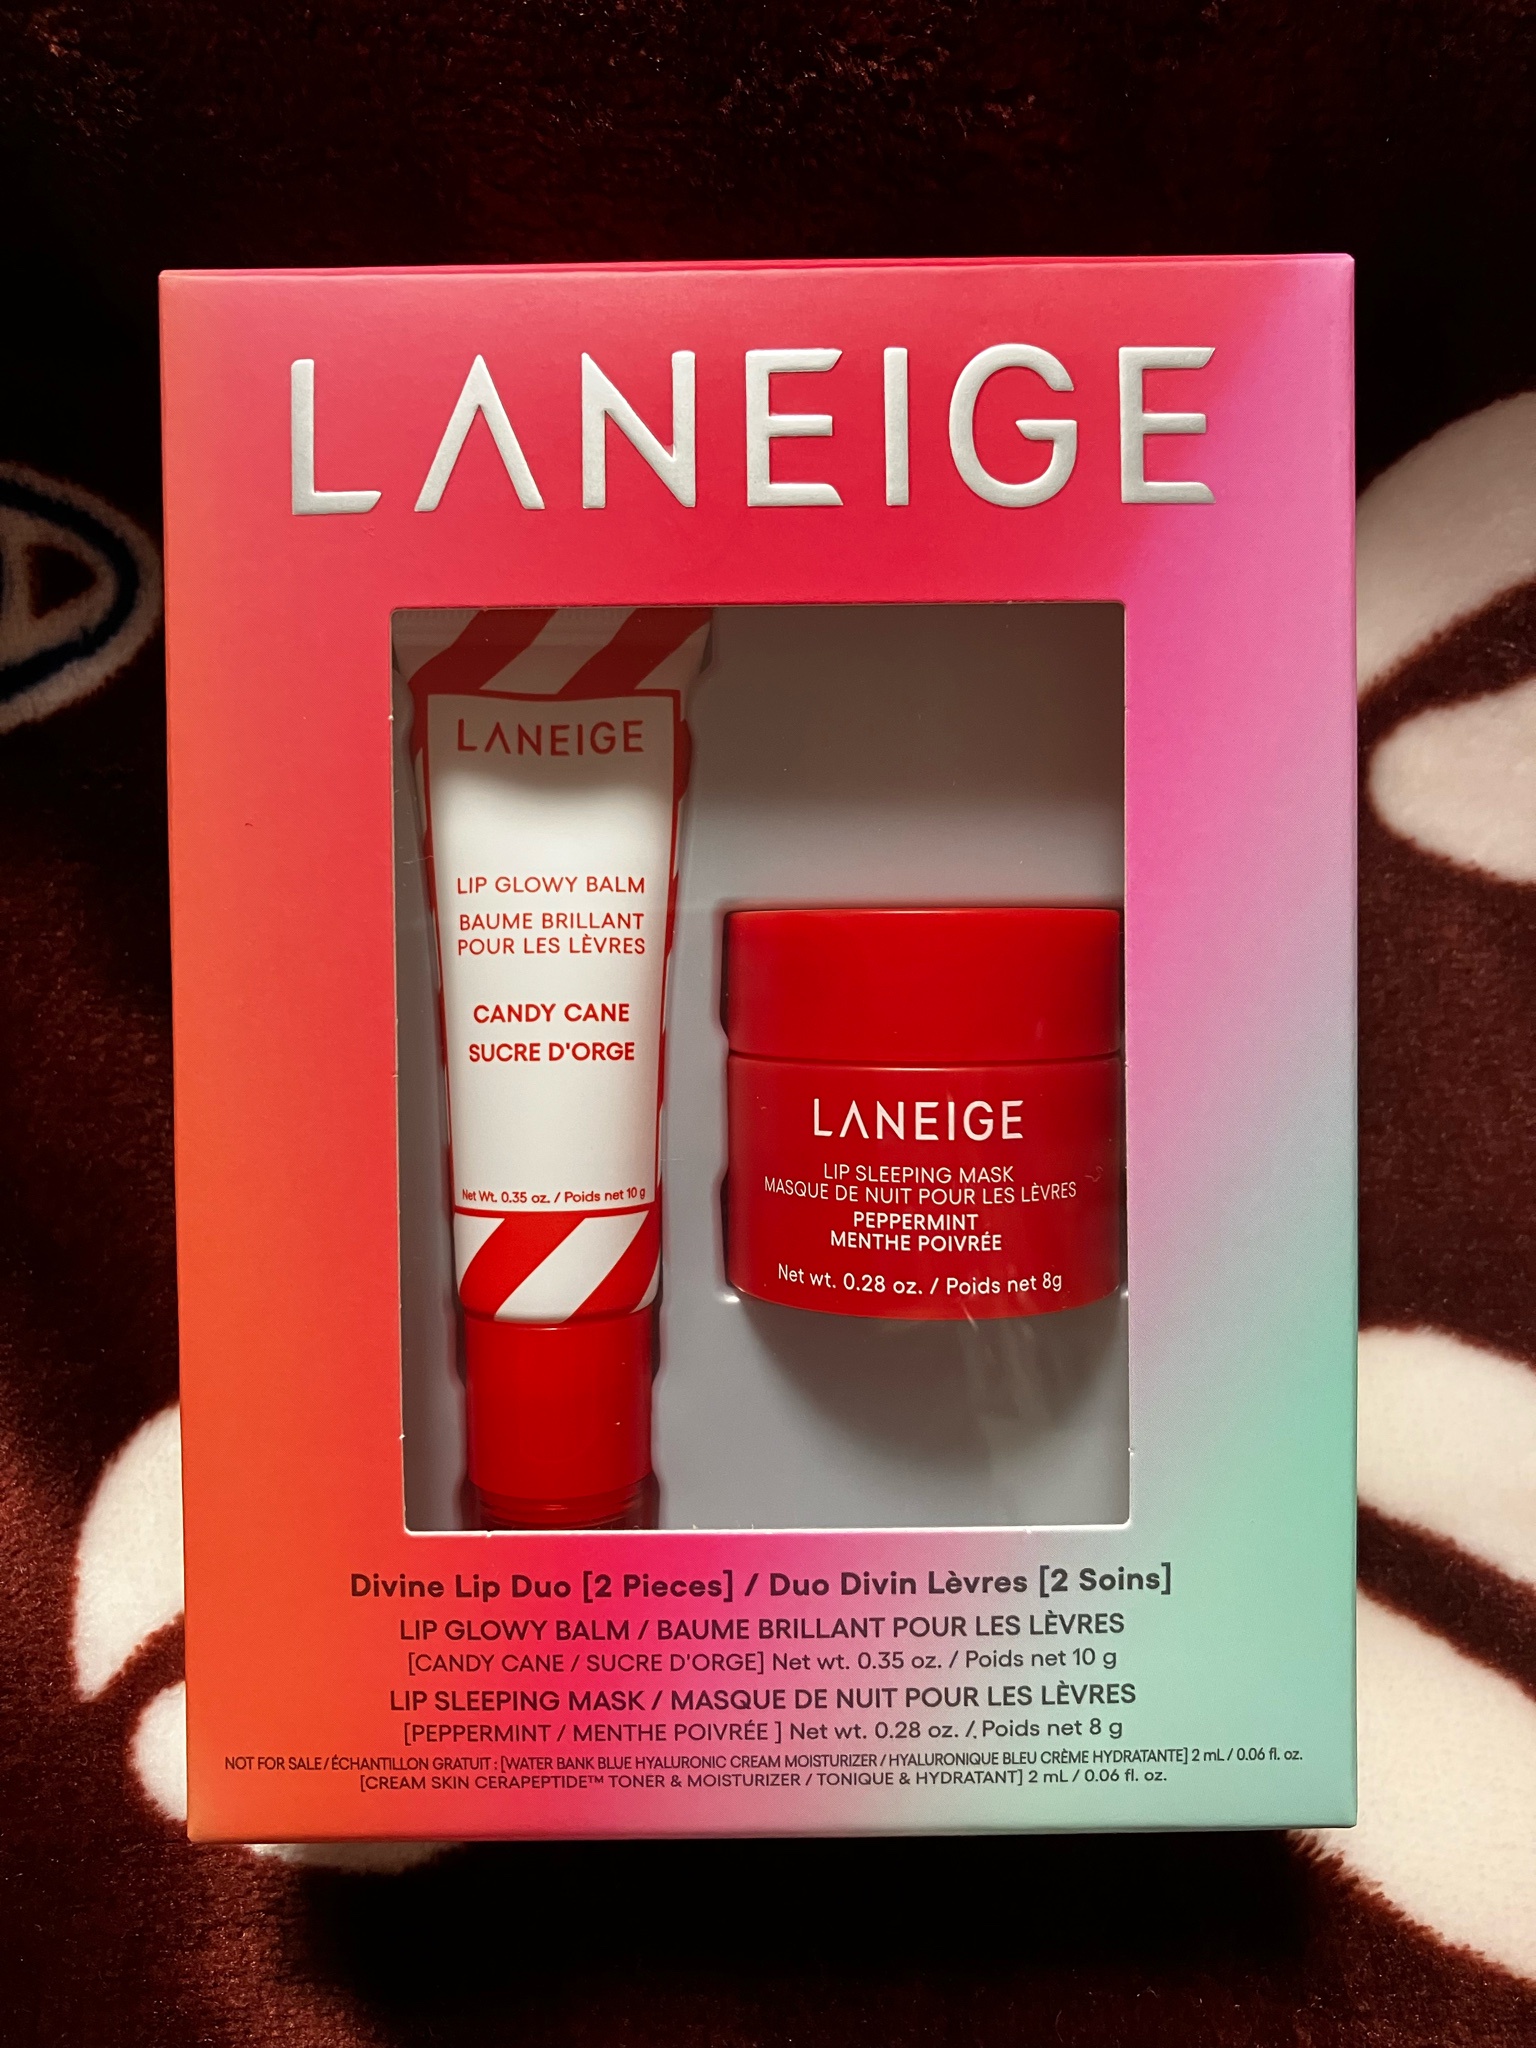 LANEIGE
LANEIGE
LIP GLOWY BALM
BAUME BRILLANT
POUR LES LÈVRES
CANDY CANE
SUCRE D'ORGE
Net Wt. 0.35 oz. / Poids net 10 g
LANEIGE
LIP SLEEPING MASK
MASQUE DE NUIT POUR LES LÈVRES
PEPPERMINT
MENTHE POIVRÉE
Net wt. 0.28 oz. / Poids net 8g
Divine Lip Duo [2 Pieces] / Duo Divin Lèvres [2 Soins]
LIP GLOWY BALM / BAUME BRILLANT POUR LES LÈVRES
[CANDY CANE / SUCRE D'ORGE] Net wt. 0.35 oz. / Poids net 10 g
LIP SLEEPING MASK / MASQUE DE NUIT POUR LES LÈVRES
[PEPPERMINT / MENTHE POIVRÉE ] Net wt. 0.28 oz. /. Poids net 8 g
NOT FOR SALE / ÉCHANTILLON GRATUIT : [WATER BANK BLUE HYALURONIC CREAM MOISTURIZER / HYALURONIQUE BLEU CRÈME HYDRATANTE] 2 mL / 0.06 fl. oz.
[CREAM SKIN CERAPEPTIDE™ TONER & MOISTURIZER / TONIQUE & HYDRATANT] 2 mL / 0.06 fl. oz.